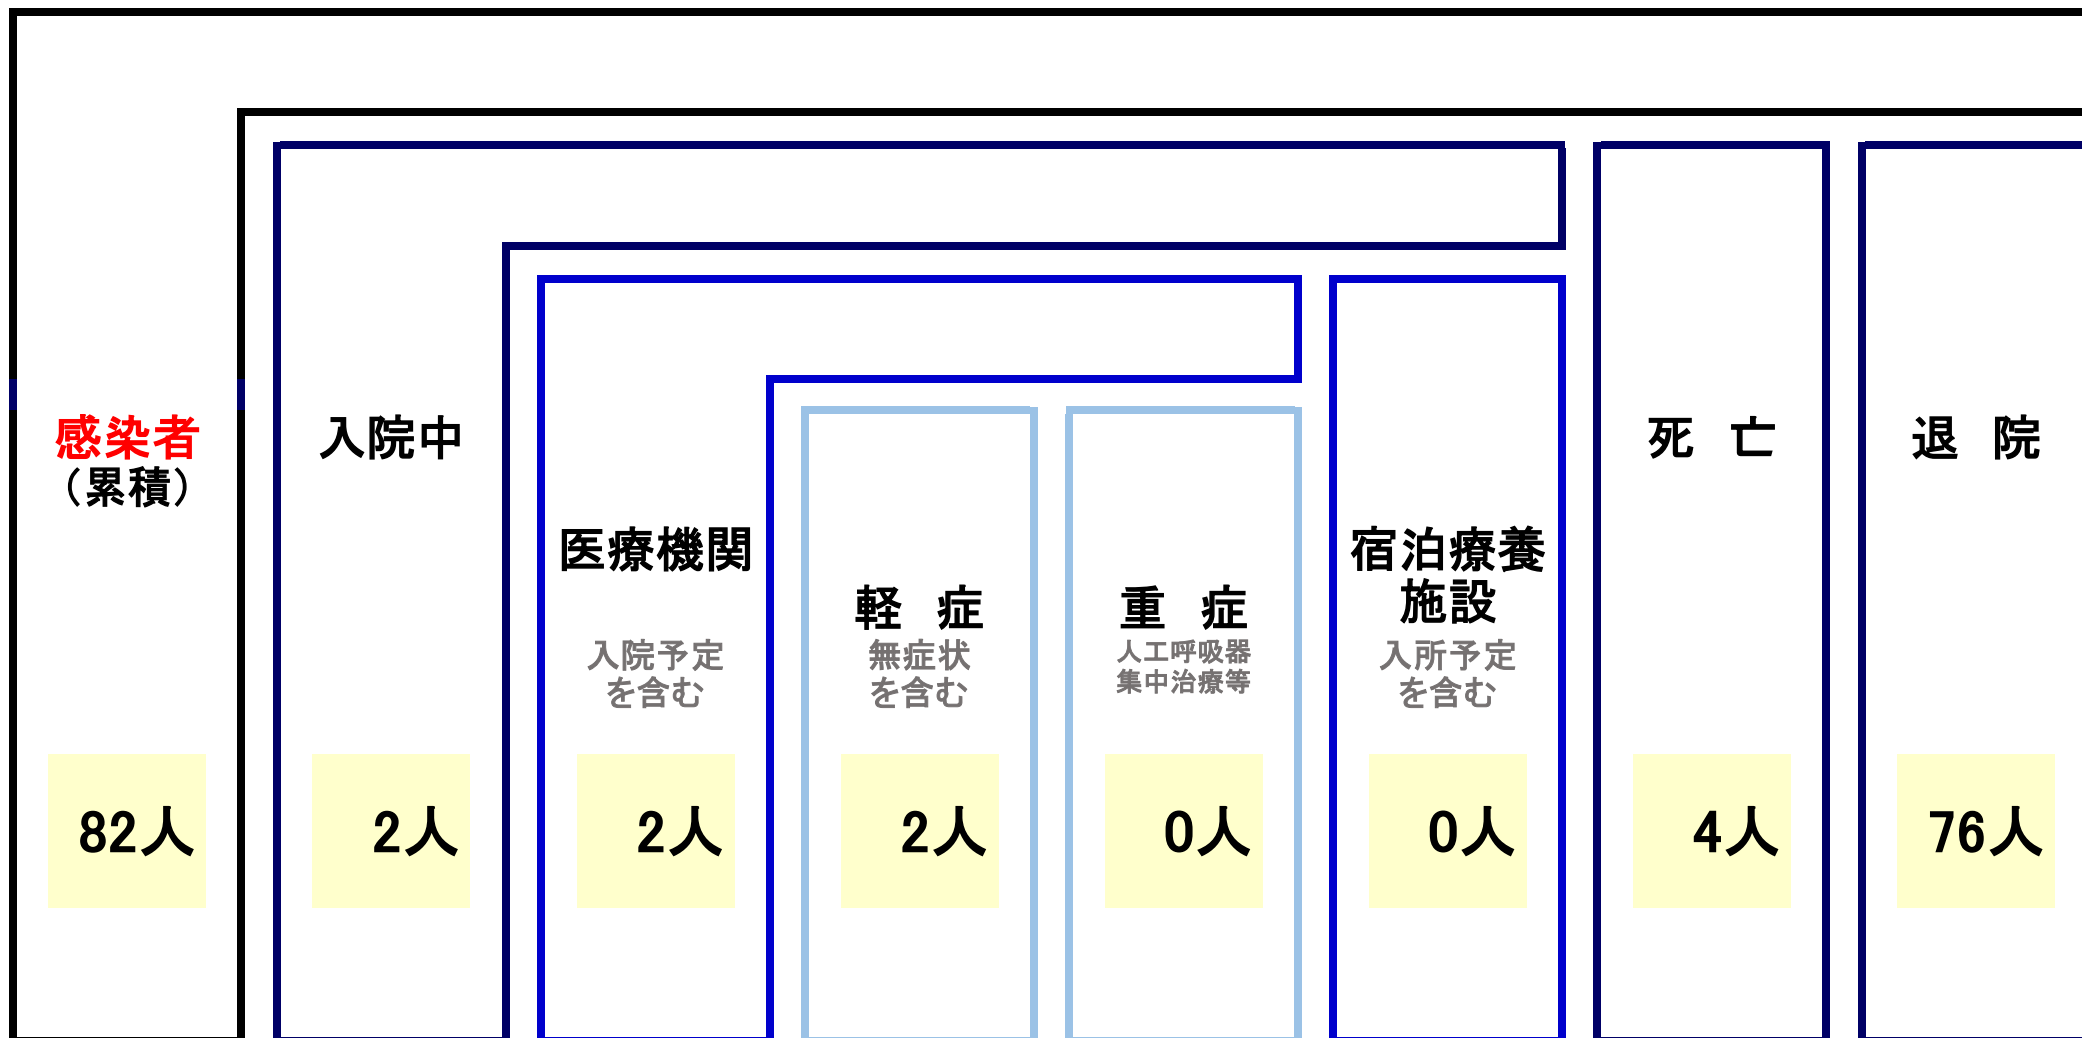 感染者
（累積）
82人
入院中
2人
医療機関
入院予定
を含む
2人
軽 症
無症状
を含む
2人
重 症
人工呼吸器
集中治療等
0人
宿泊療養
施設
入所予定
を含む
0人
死 亡
4人
退 院
76人